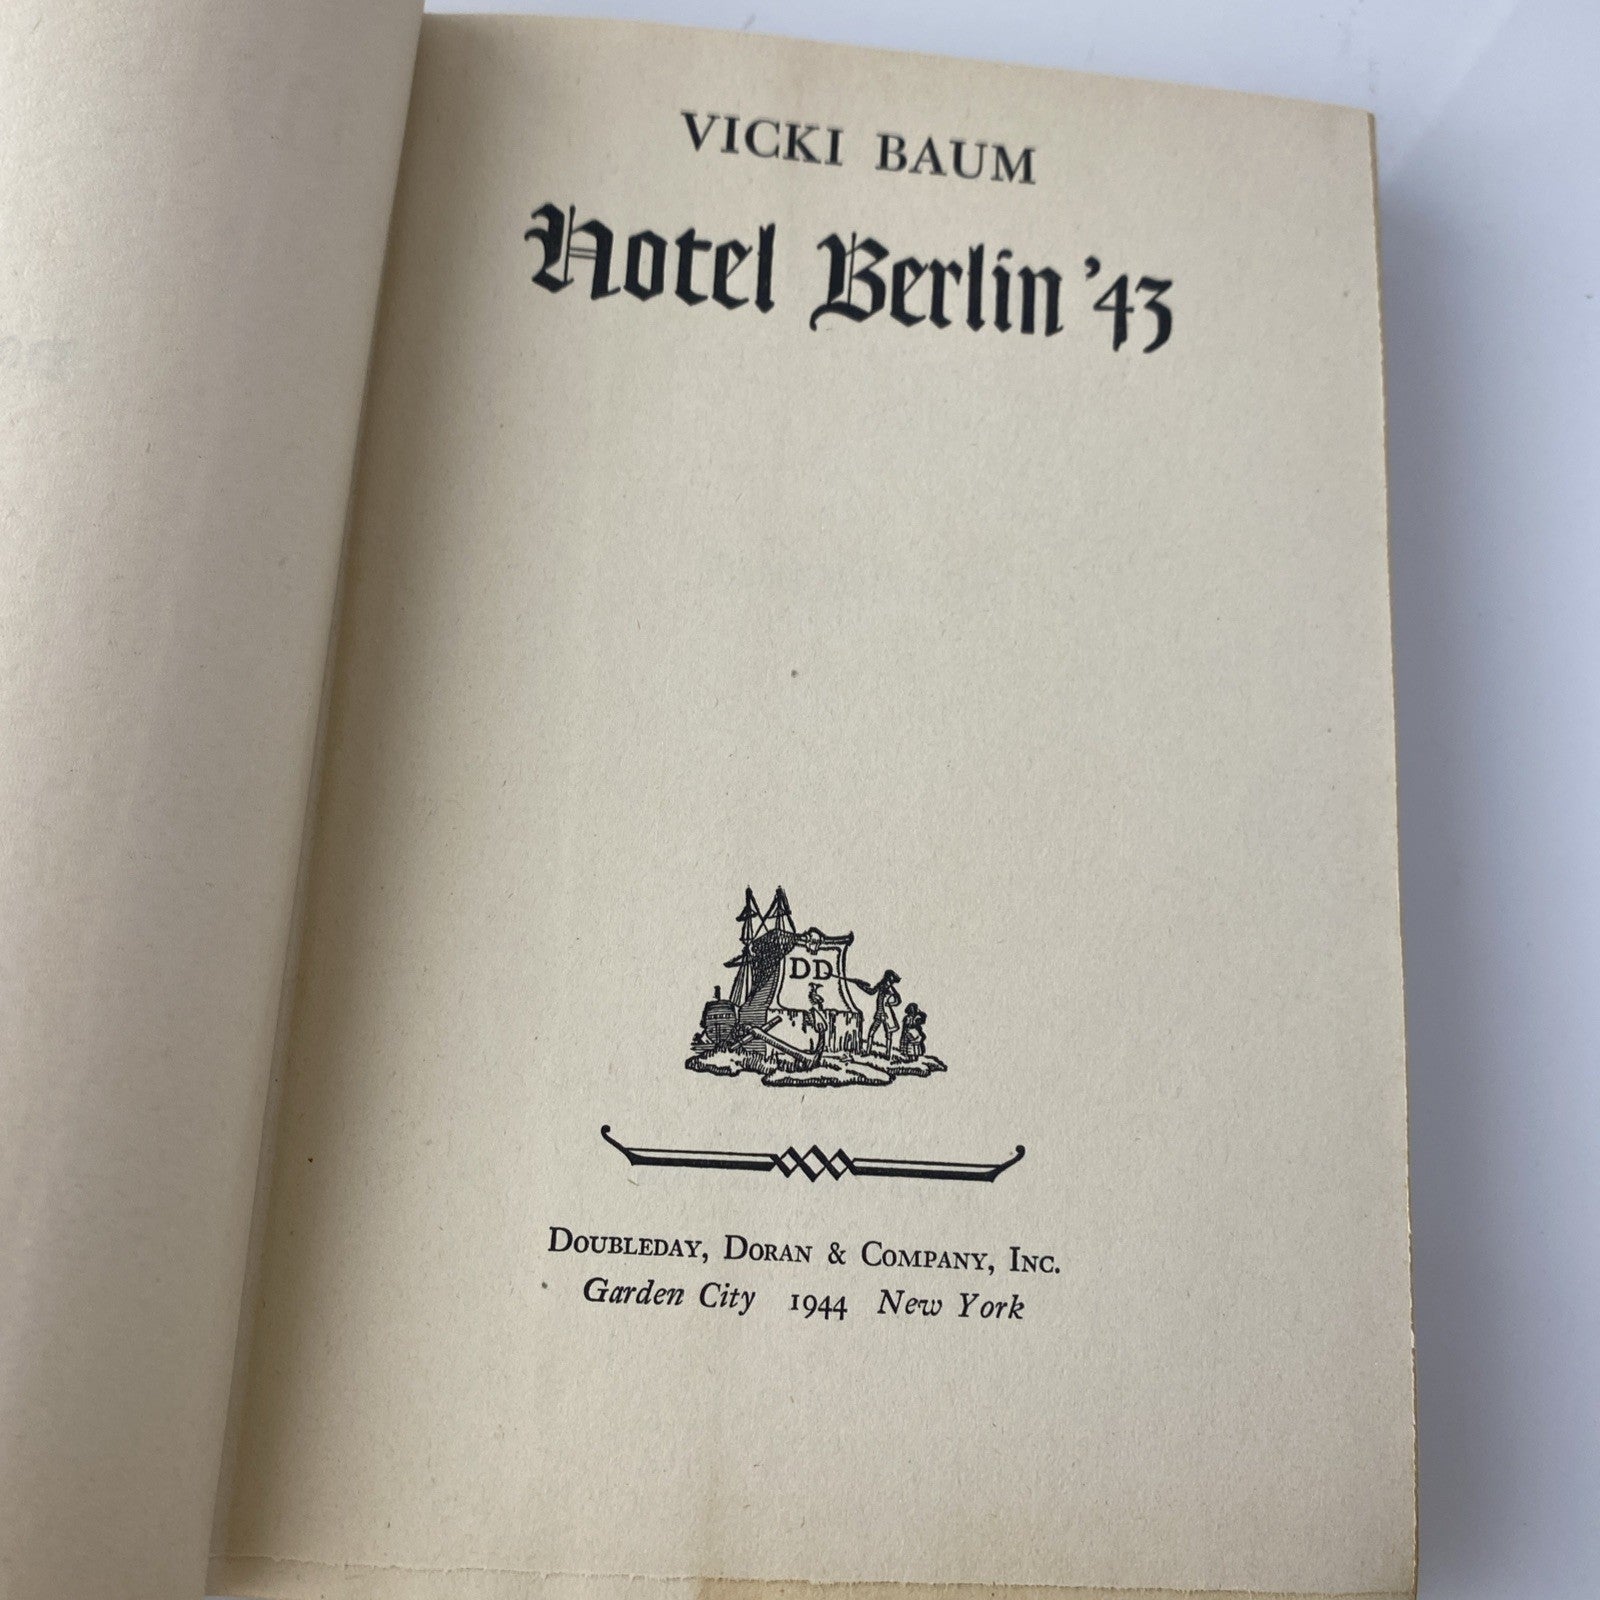 VICKI BAUM
Hotel Berlin '43
DD
Doubleday, Doran & Company, Inc.
Garden City 1944 New York